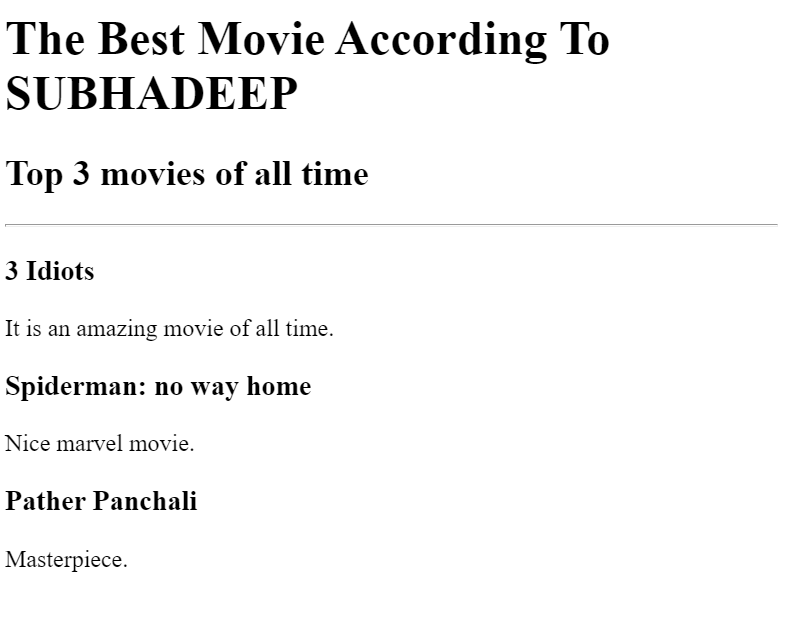 The Best Movie According To
SUBHADEEP
Top 3 movies of all time
3 Idiots
It is an amazing movie of all time.
Spiderman: no way home
Nice marvel movie.
Pather Panchali
Masterpiece.